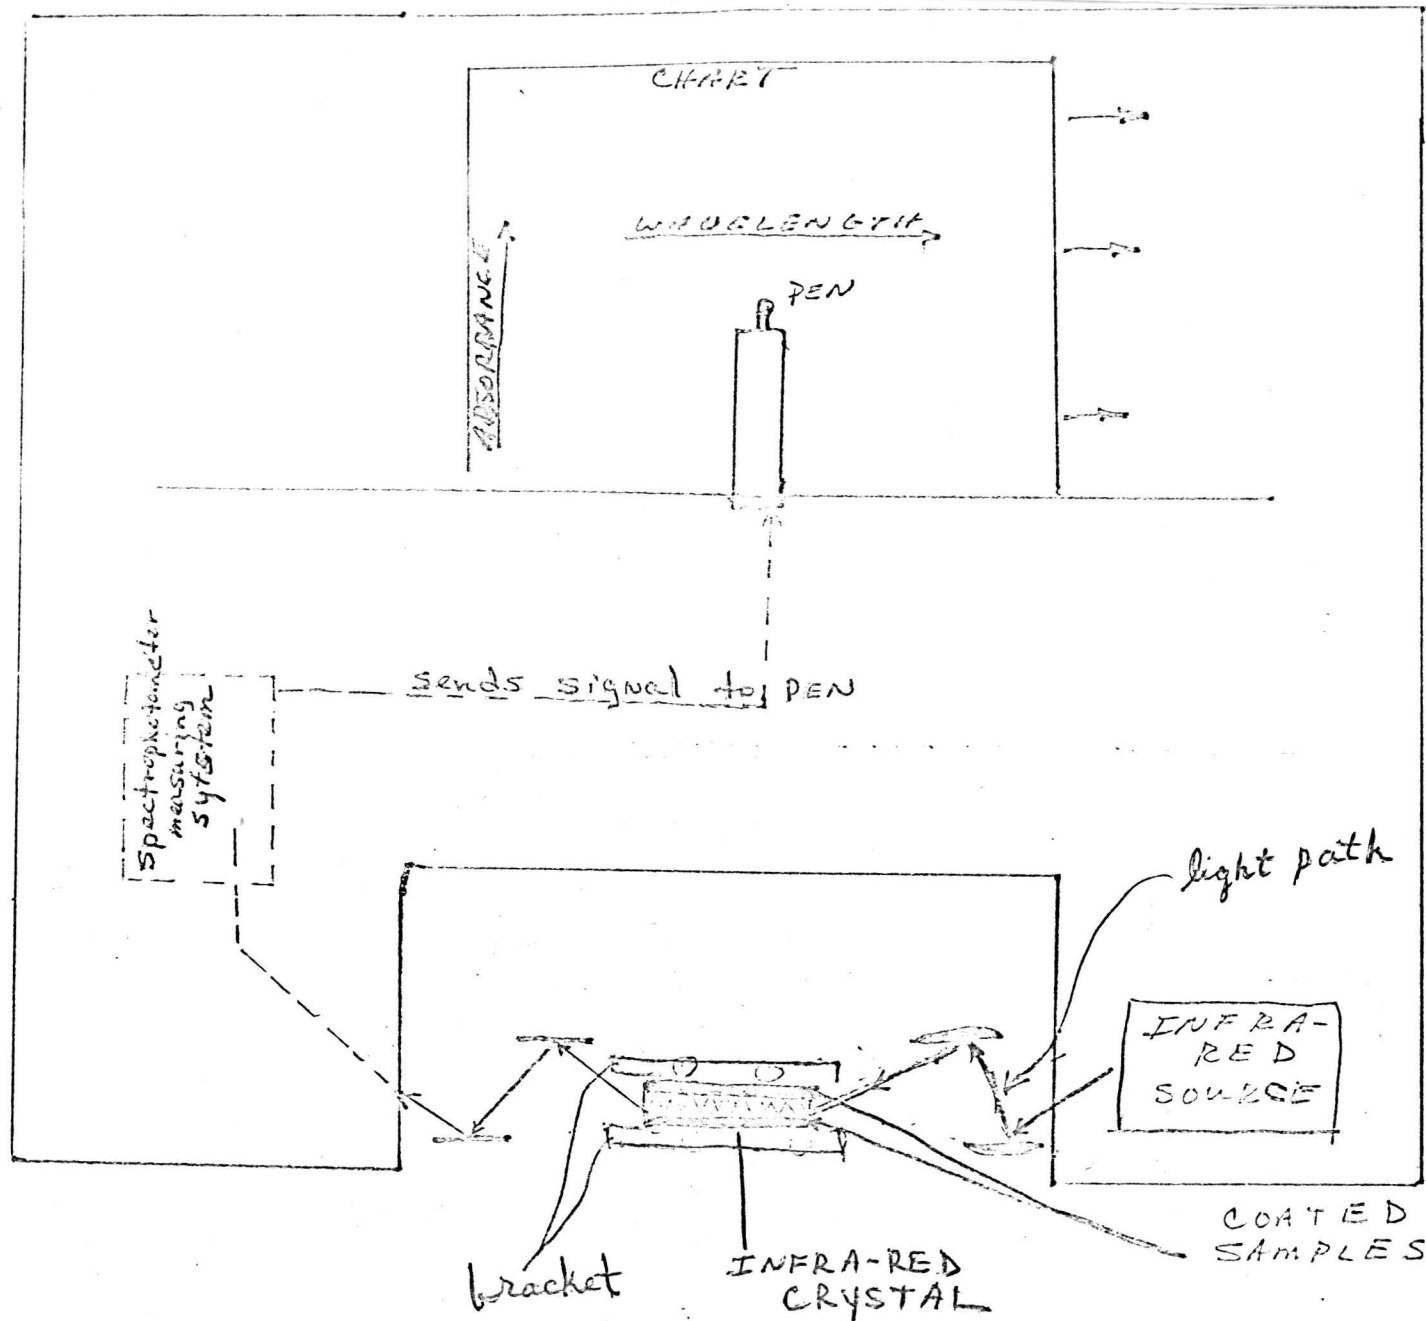 CHART
WAVELENGTH
ABSORBANCE
PEN
Spectrophotometer
measuring
sytstem
sends signal to PEN
light path
INFRA-
RED
SOURCE
COATED
SAMPLES
bracket
INFRA-RED
CRYSTAL